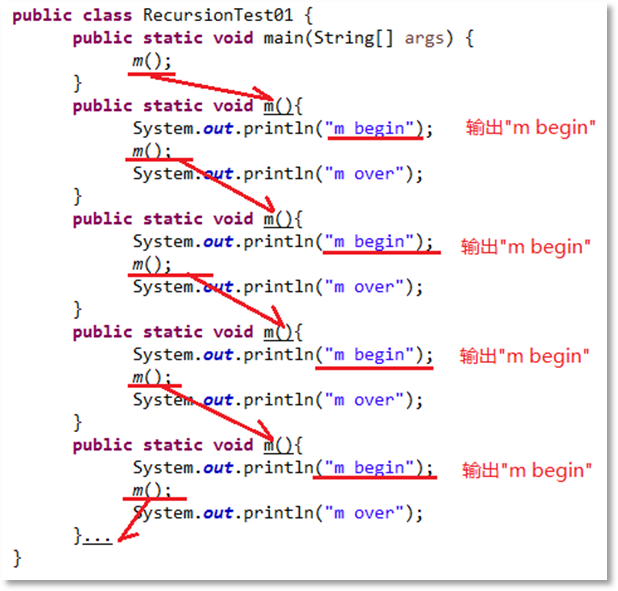 public class RecursionTest01 {
public static void main(String[] args) {
m();
}
public static void m(){
System.out.println("m begin"); 输出"m begin"
m();
System.out.println("m over");
}
public static void m(){
System.out.println("m begin"); 输出"m begin"
m();
System.out.println("m over");
}
public static void m(){
System.out.println("m begin"); 输出"m begin"
m();
System.out.println("m over");
}
public static void m(){
System.out.println("m begin"); 输出"m begin"
m();
System.out.println("m over");
}...
}